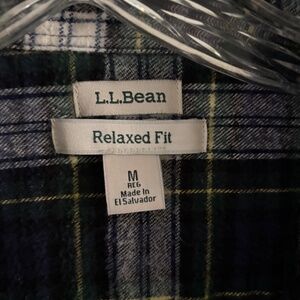 L.L.Bean
Relaxed Fit
M
REG
Made in
El Salvador